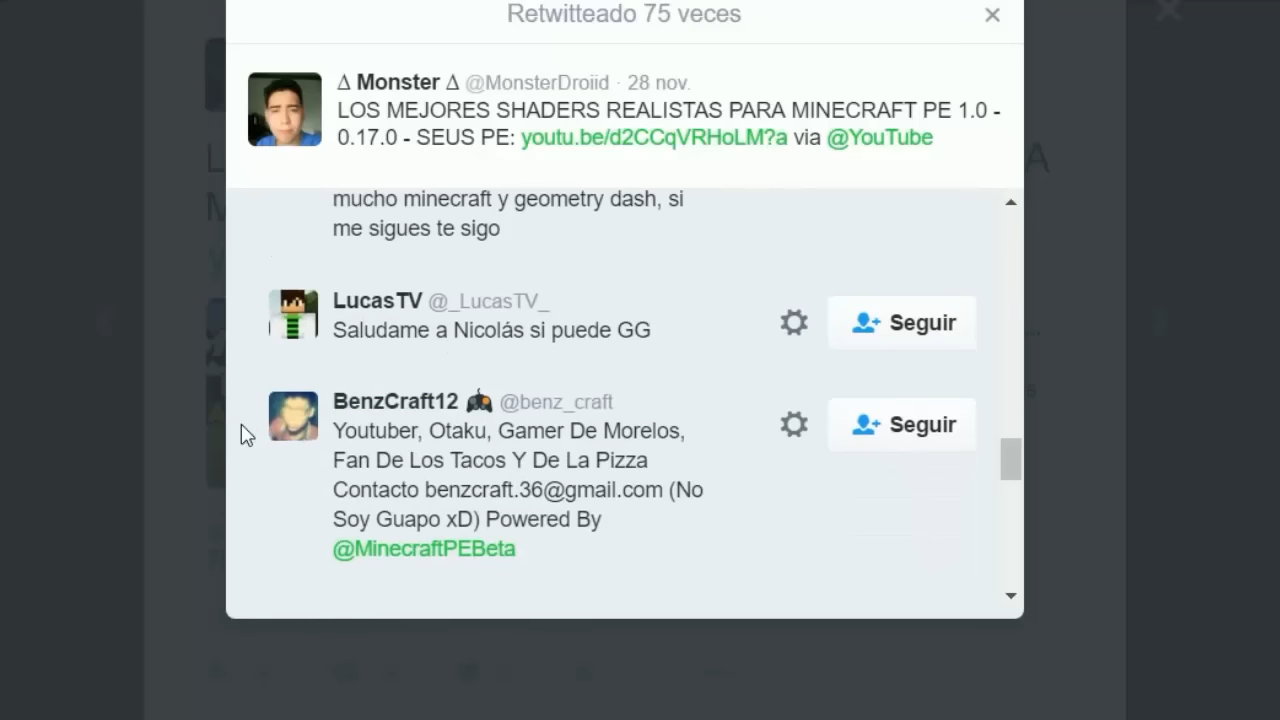 Retwitteado 75 veces
Δ Monster Δ @MonsterDroiid · 28 nov.
LOS MEJORES SHADERS REALISTAS PARA MINECRAFT PE 1.0 -
0.17.0 - SEUS PE: youtu.be/d2CCqVRHoLM?a via @YouTube
mucho minecraft y geometry dash, si
me sigues te sigo
LucasTV @_LucasTV_
Saludame a Nicolás si puede GG
Seguir
BenzCraft12 @benz_craft
Youtuber, Otaku, Gamer De Morelos,
Fan De Los Tacos Y De La Pizza
Contacto benzcraft.36@gmail.com (No
Soy Guapo xD) Powered By
@MinecraftPEBeta
Seguir